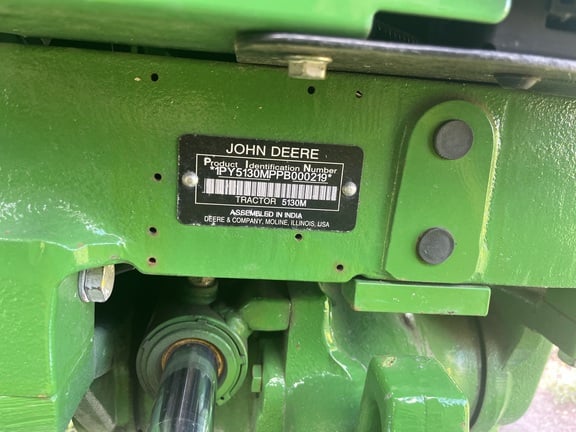 JOHN DEERE
Product Identification Number
*1PY5130MPPB000219*
TRACTOR 5130M
ASSEMBLED IN INDIA
DEERE & COMPANY, MOLINE, ILLINOIS, USA